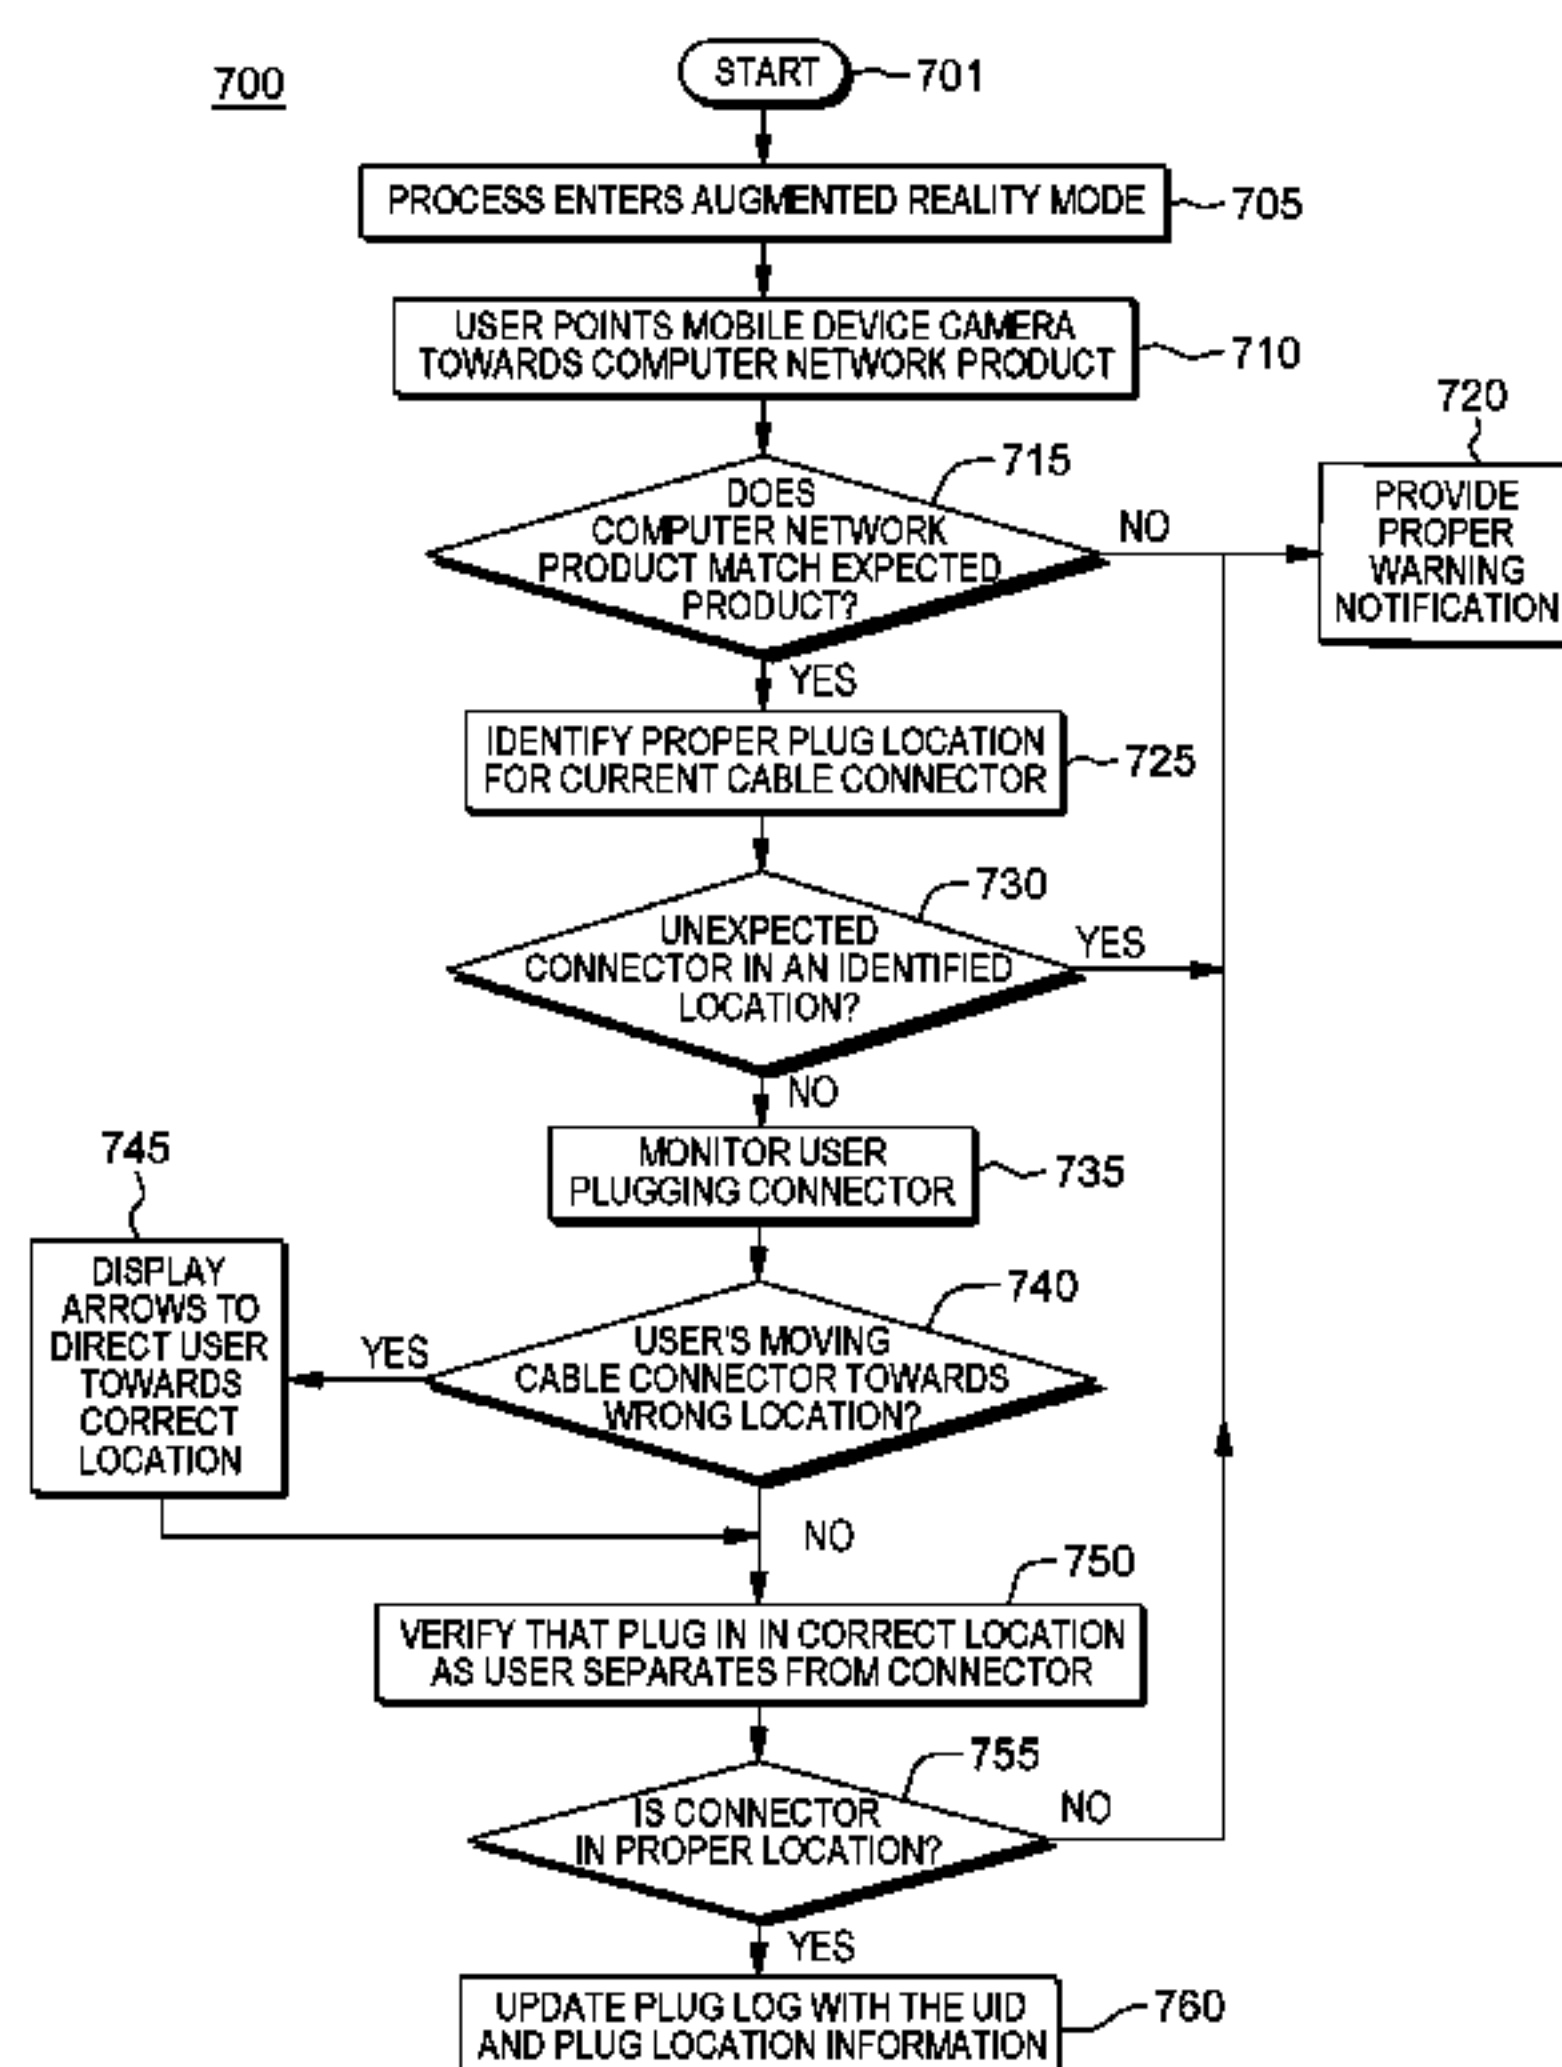 700
START
701
PROCESS ENTERS AUGMENTED REALITY MODE
705
USER POINTS MOBILE DEVICE CAMERA
TOWARDS COMPUTER NETWORK PRODUCT
710
715
DOES
COMPUTER NETWORK
PRODUCT MATCH EXPECTED
PRODUCT?
NO
720
PROVIDE
PROPER
WARNING
NOTIFICATION
YES
IDENTIFY PROPER PLUG LOCATION
FOR CURRENT CABLE CONNECTOR
725
730
UNEXPECTED
CONNECTOR IN AN IDENTIFIED
LOCATION?
YES
NO
MONITOR USER
PLUGGING CONNECTOR
735
740
USER'S MOVING
CABLE CONNECTOR TOWARDS
WRONG LOCATION?
YES
745
DISPLAY
ARROWS TO
DIRECT USER
TOWARDS
CORRECT
LOCATION
NO
750
VERIFY THAT PLUG IN IN CORRECT LOCATION
AS USER SEPARATES FROM CONNECTOR
755
IS CONNECTOR
IN PROPER LOCATION?
NO
YES
UPDATE PLUG LOG WITH THE UID
AND PLUG LOCATION INFORMATION
760